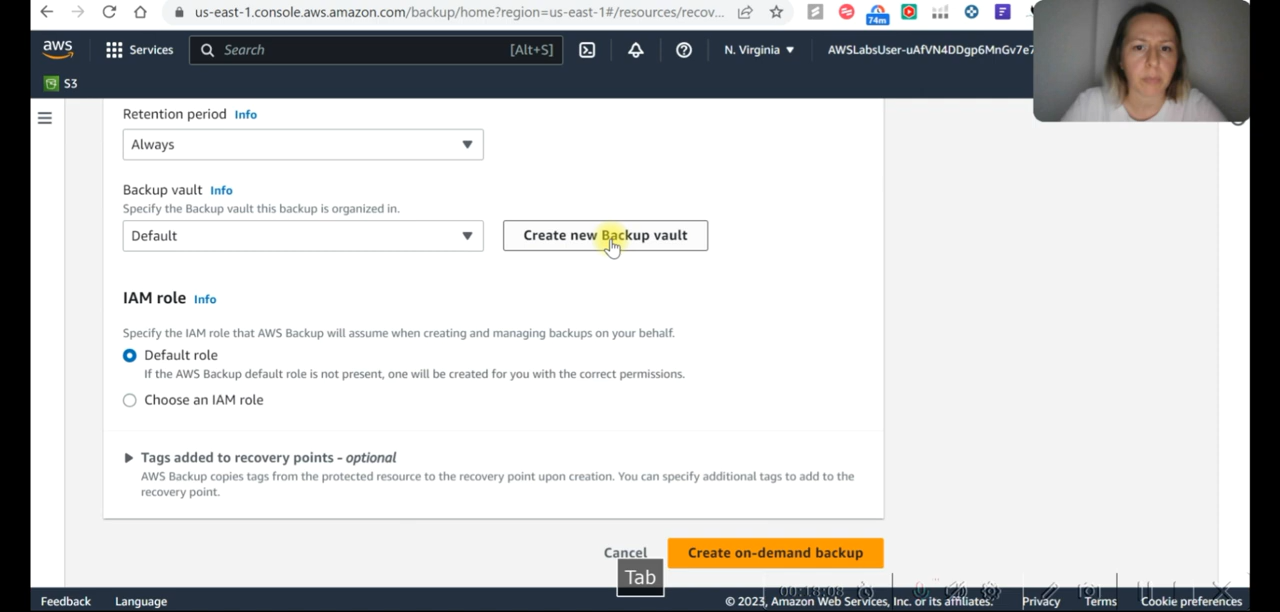 us-east-1.console.aws.amazon.com/backup/home?region=us-east-1#/resources/recov...
74m
aws
Services
Search
[Alt+S]
N. Virginia
S3
Retention period Info
Always
Backup vault Info
Specify the Backup vault this backup is organized in.
Default
Create new Backup vault
IAM role Info
Specify the IAM role that AWS Backup will assume when creating and managing backups on your behalf.
Default role
If the AWS Backup default role is not present, one will be created for you with the correct permissions.
Choose an IAM role
Tags added to recovery points - optional
AWS Backup copies tags from the protected resource to the recovery point upon creation. You can specify additional tags to add to the
recovery point.
Cancel
Create on-demand backup
Tab
00:18:08
Feedback
Language
© 2023, Amazon Web Services, Inc. or its affiliates.
Privacy
Terms
Cookie preferences